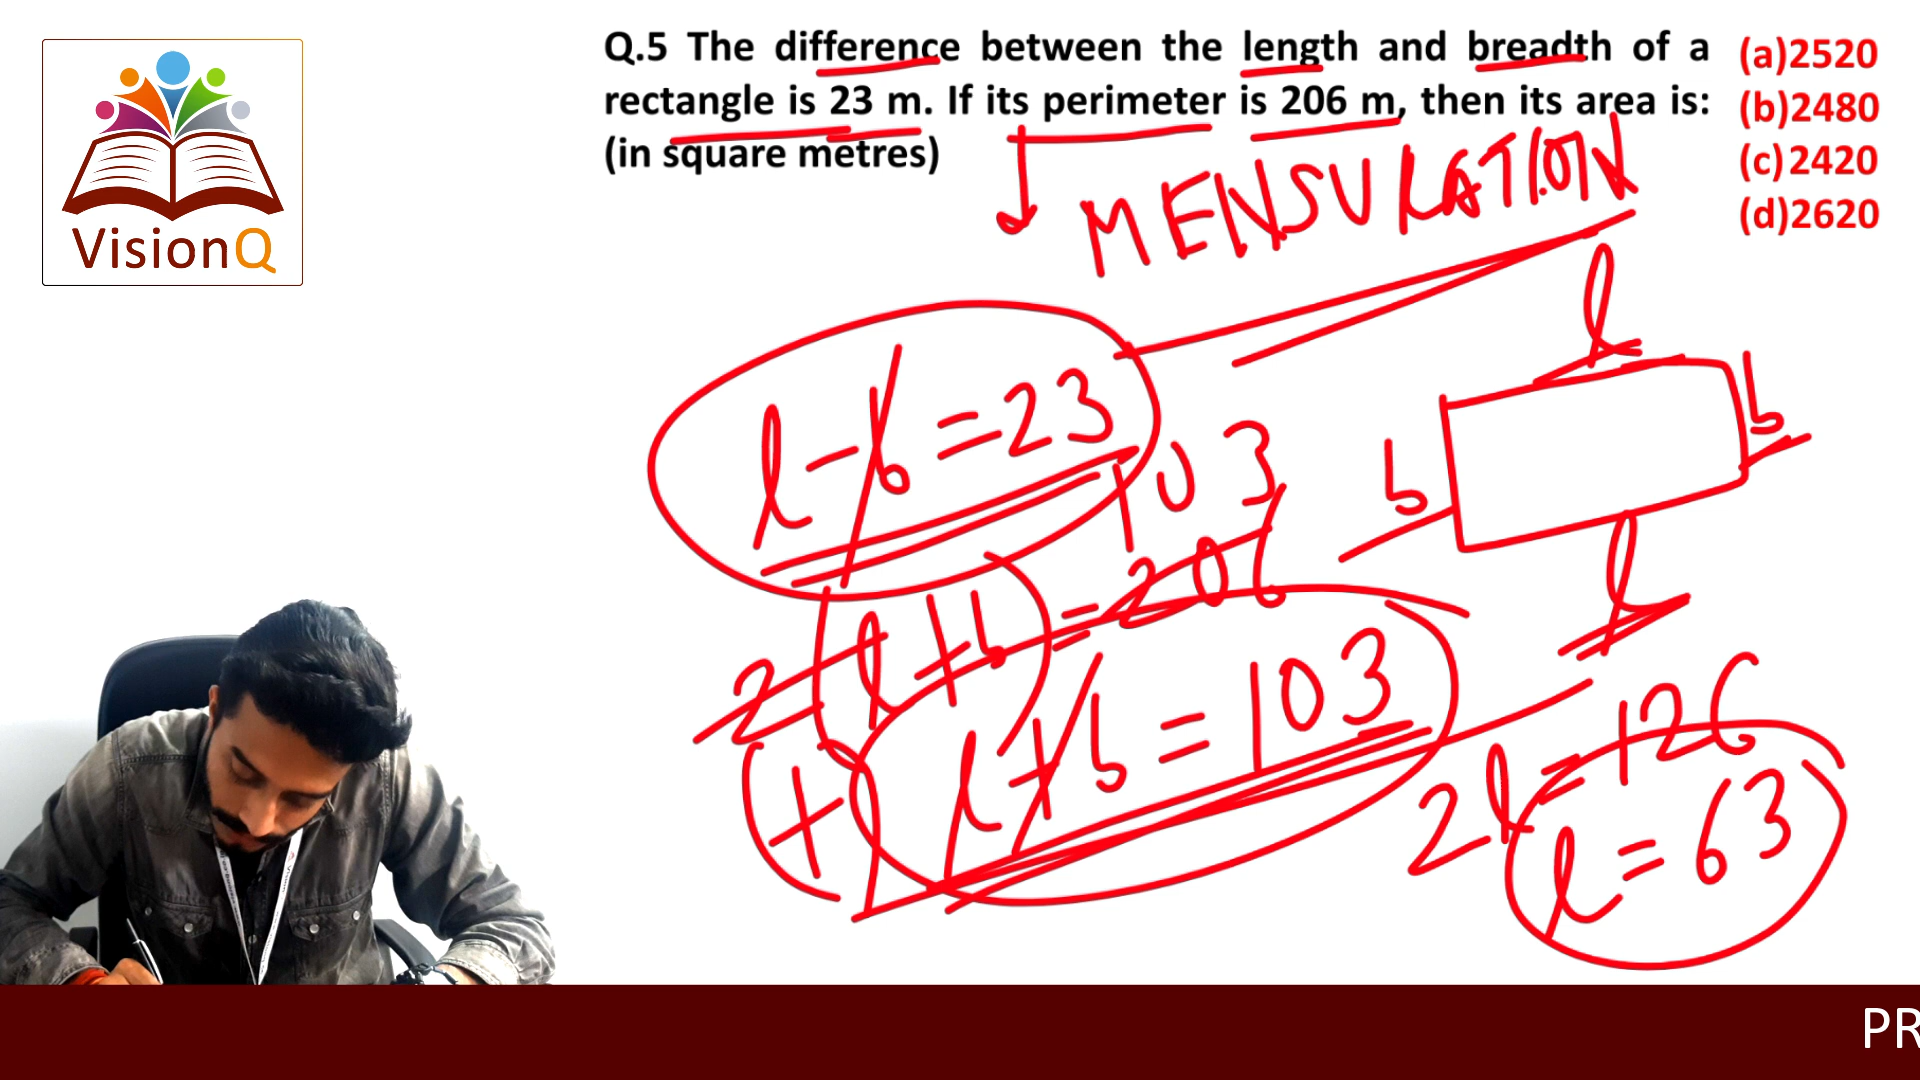 VisionQ
Q.5 The difference between the length and breadth of a
rectangle is 23 m. If its perimeter is 206 m, then its area is:
(in square metres)
(a)2520
(b)2480
(c)2420
(d)2620
MENSURATION
l
l-b=23
b
b
103
l
2(l+b)=206
(+)
l+b=103
2l=126
l=63
PR